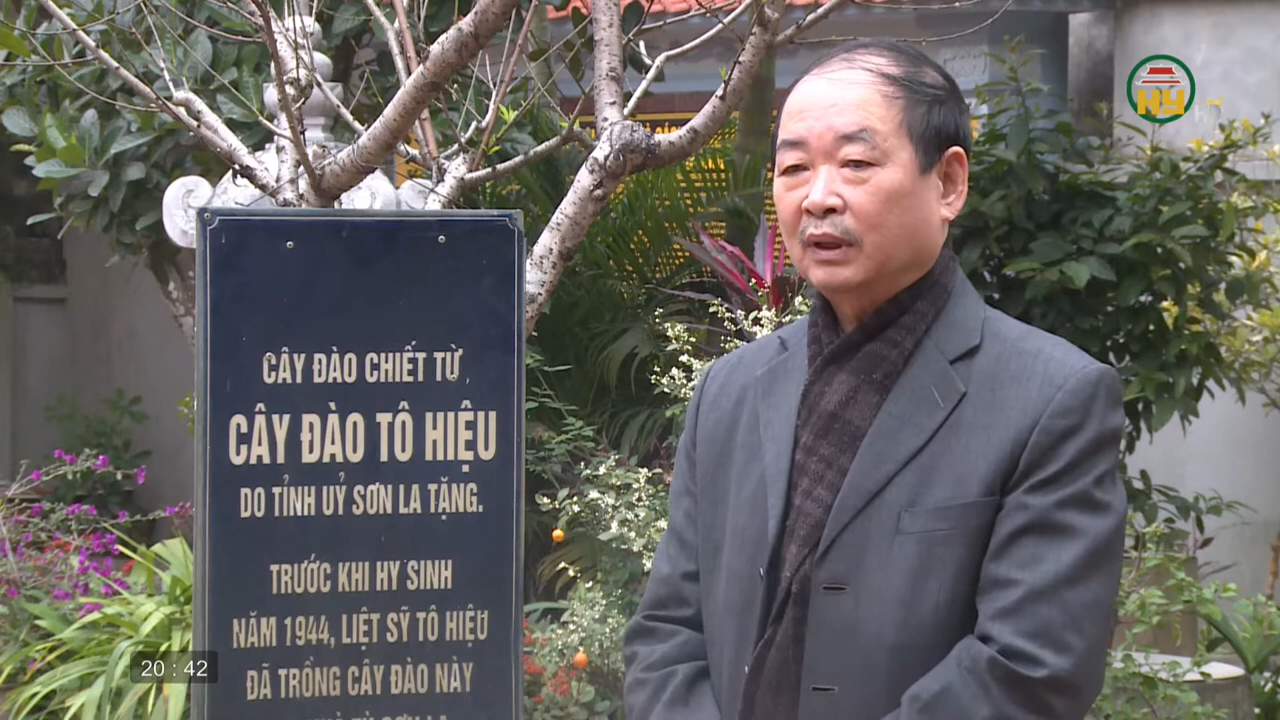 HY
CÂY ĐÀO CHIẾT TỪ
CÂY ĐÀO TÔ HIỆU
DO TỈNH UỶ SƠN LA TẶNG.
TRƯỚC KHI HY SINH
NĂM 1944, LIỆT SỸ TÔ HIỆU
ĐÃ TRỒNG CÂY ĐÀO NÀY
20 : 42